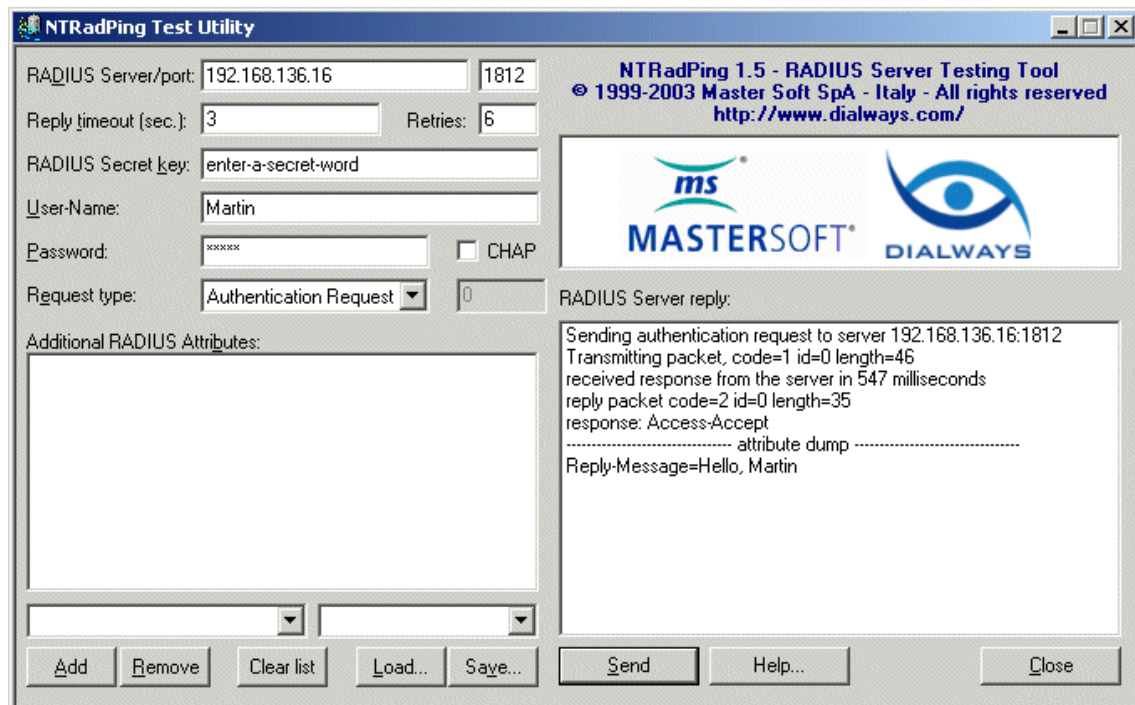 NTRadPing Test Utility
RADIUS Server/port: 192.168.136.16 1812
Reply timeout (sec.): 3 Retries: 6
RADIUS Secret key: enter-a-secret-word
User-Name: Martin
Password: xxxxx CHAP
Request type: Authentication Request 0
Additional RADIUS Attributes:
Add Remove Clear list Load... Save...
NTRadPing 1.5 - RADIUS Server Testing Tool
© 1999-2003 Master Soft SpA - Italy - All rights reserved
http://www.dialways.com/
ms
MASTERSOFT
DIALWAYS
RADIUS Server reply:
Sending authentication request to server 192.168.136.16:1812
Transmitting packet, code=1 id=0 length=46
received response from the server in 547 milliseconds
reply packet code=2 id=0 length=35
response: Access-Accept
-------------------------------- attribute dump --------------------------------
Reply-Message=Hello, Martin
Send Help... Close